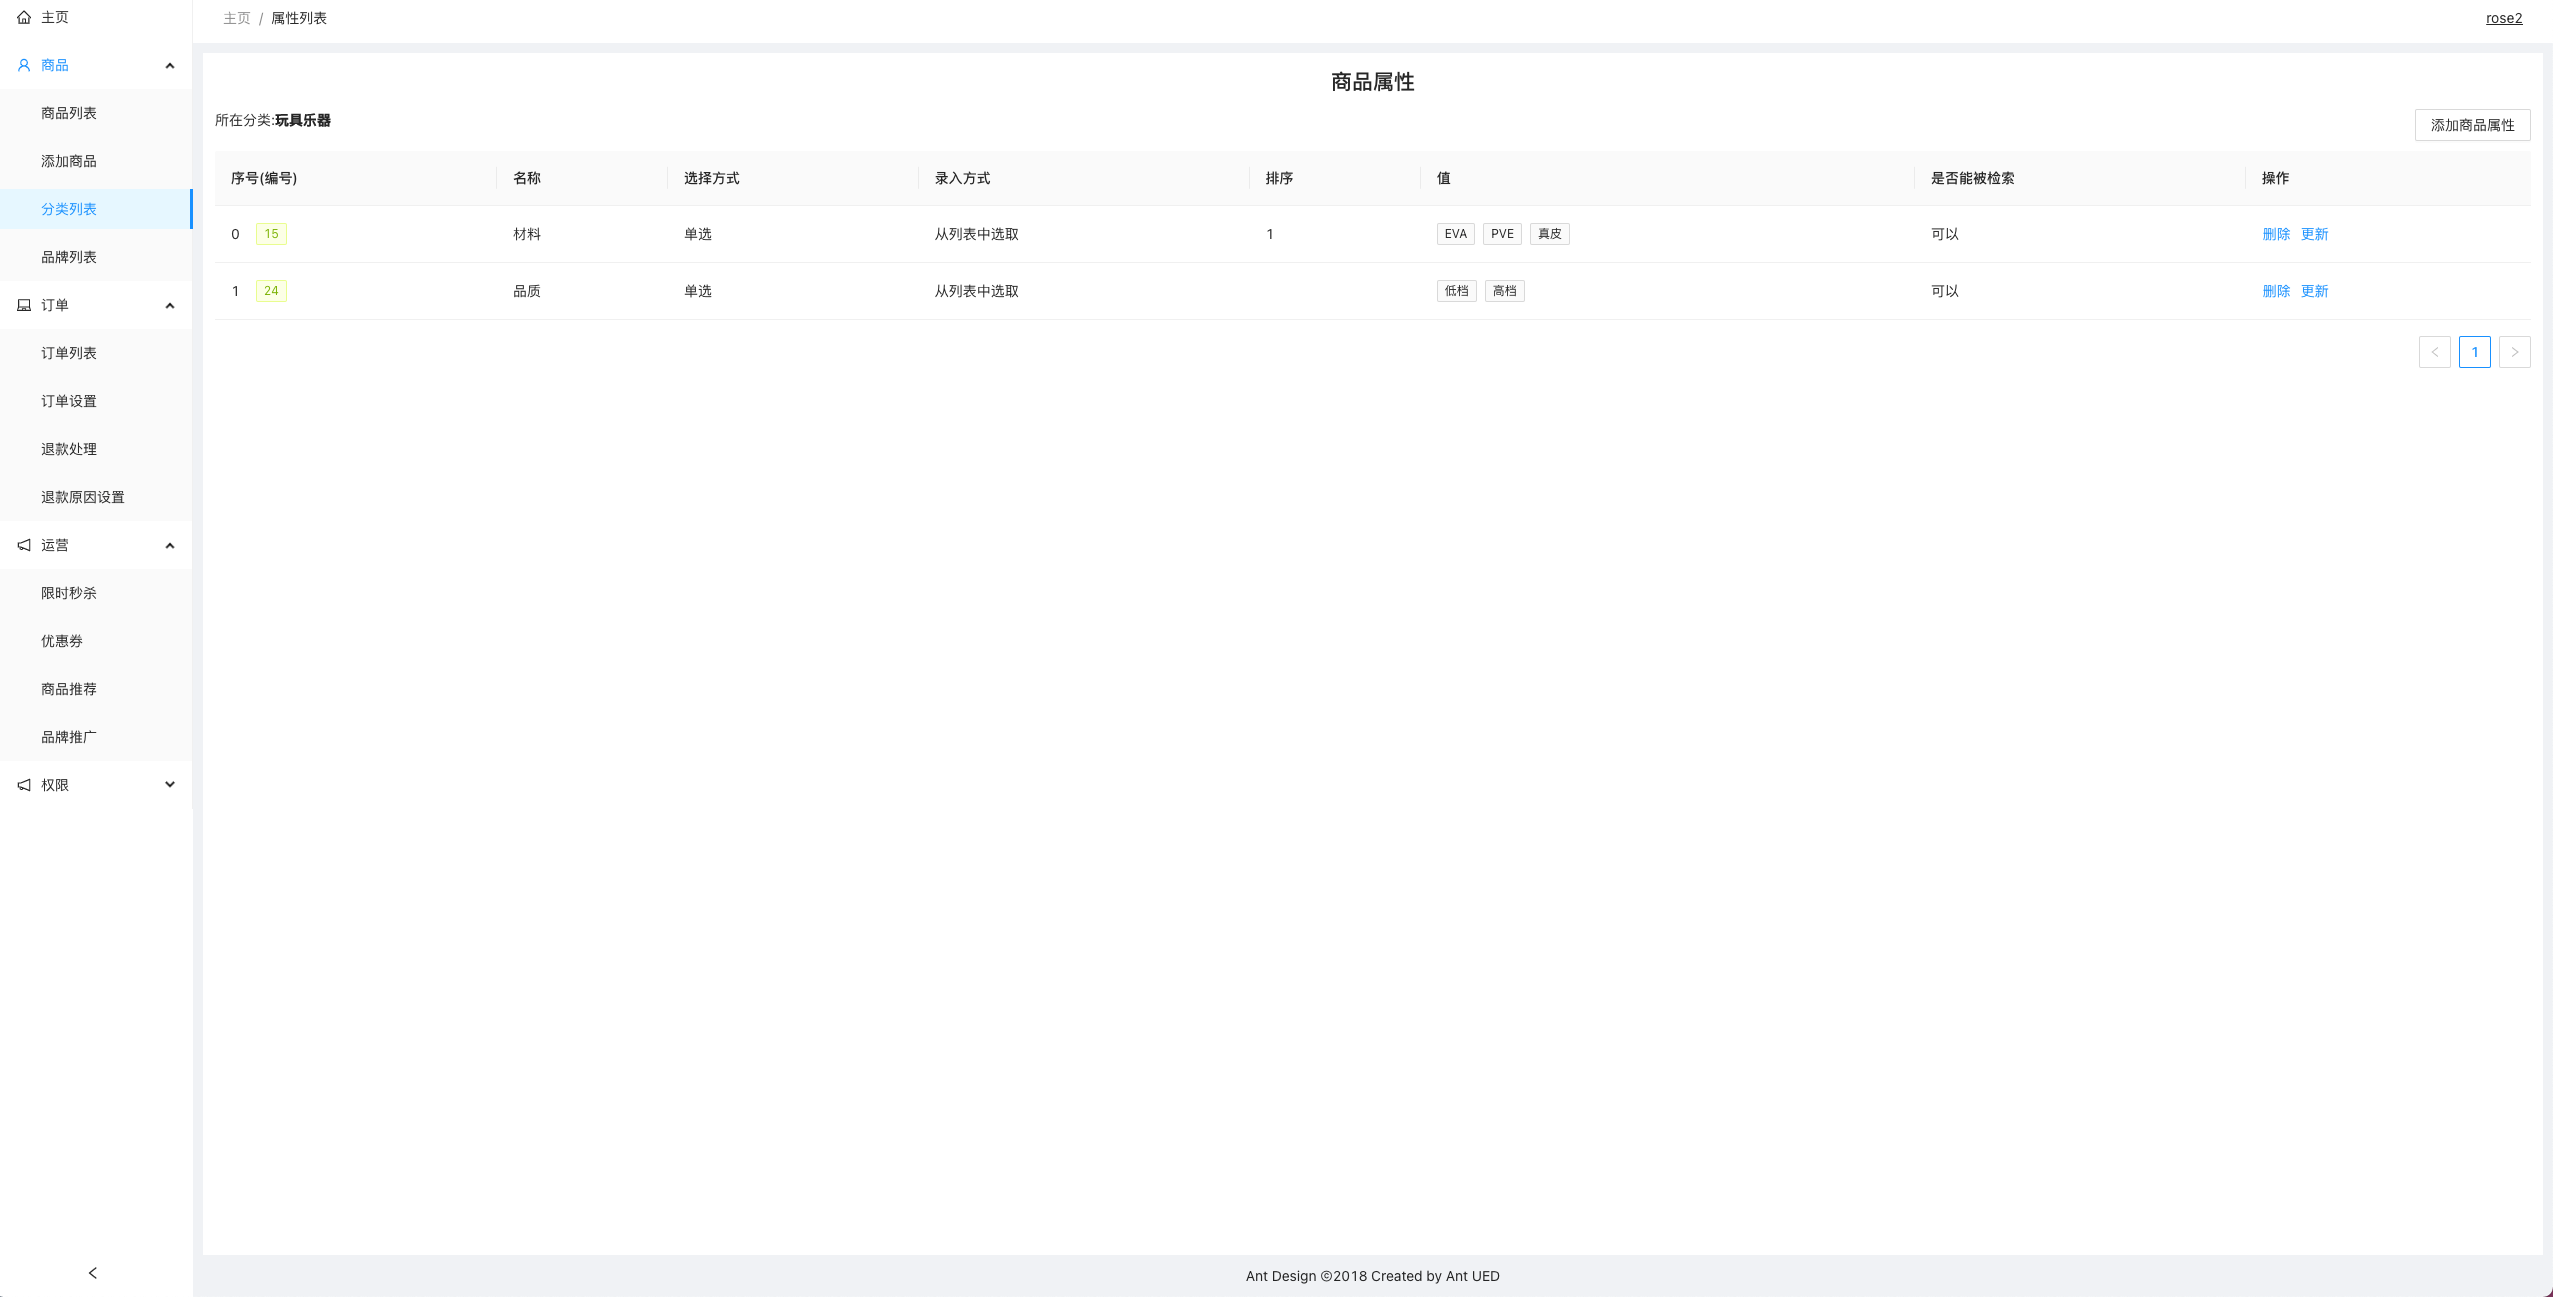 主页
商品
商品列表
添加商品
分类列表
品牌列表
订单
订单列表
订单设置
退款处理
退款原因设置
运营
限时秒杀
优惠券
商品推荐
品牌推广
权限
主页 / 属性列表
rose2
商品属性
所在分类:玩具乐器
添加商品属性
序号(编号) 名称 选择方式 录入方式 排序 值 是否能被检索 操作
0 15 材料 单选 从列表中选取 1 EVA PVE 真皮 可以 删除 更新
1 24 品质 单选 从列表中选取 低档 高档 可以 删除 更新
1
Ant Design ©2018 Created by Ant UED